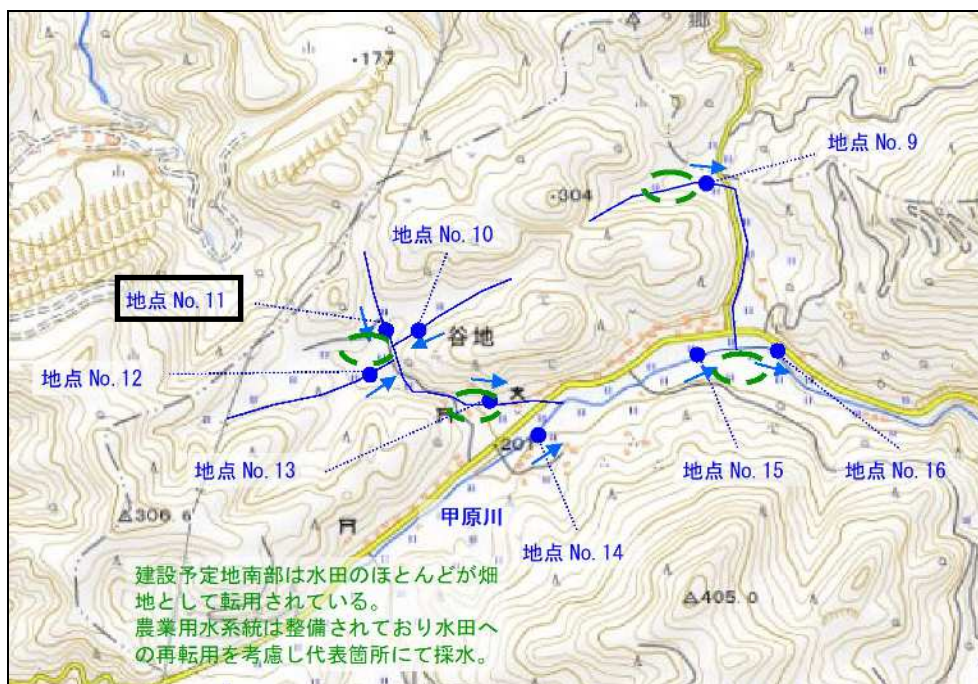 郷
・177
地点 No. 9
・304
地点 No. 10
地点 No. 11
谷地
地点 No. 12
地点 No. 13
・201
地点 No. 15
地点 No. 16
甲原川
地点 No. 14
△306.6
△405.0
建設予定地南部は水田のほとんどが畑
地として転用されている。
農業用水系統は整備されており水田へ
の再転用を考慮し代表箇所にて採水。